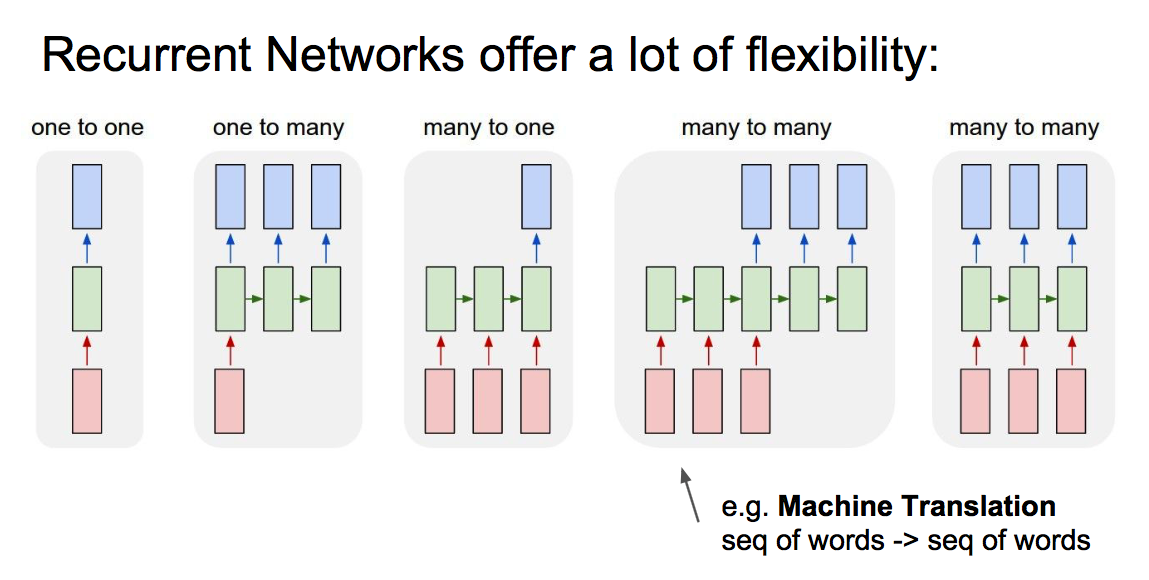 Recurrent Networks offer a lot of flexibility:
one to one
one to many
many to one
many to many
many to many
e.g. Machine Translation
seq of words -> seq of words